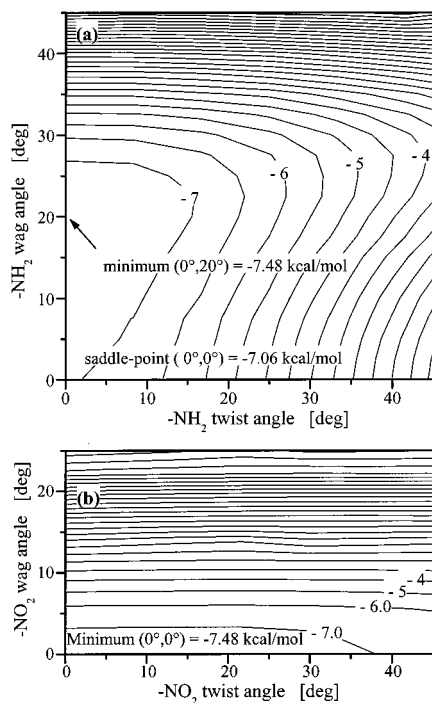 (a)
40
30
20
10
0
-NH2 wag angle [deg]
- 4
- 5
- 6
- 7
minimum (0°,20°) = -7.48 kcal/mol
saddle-point ( 0°,0°) = -7.06 kcal/mol
0 10 20 30 40
-NH2 twist angle [deg]
(b)
20
10
0
-NO2 wag angle [deg]
- 4
- 5
- 6.0
- 7.0
Minimum (0°,0°) = -7.48 kcal/mol
0 10 20 30 40
-NO2 twist angle [deg]